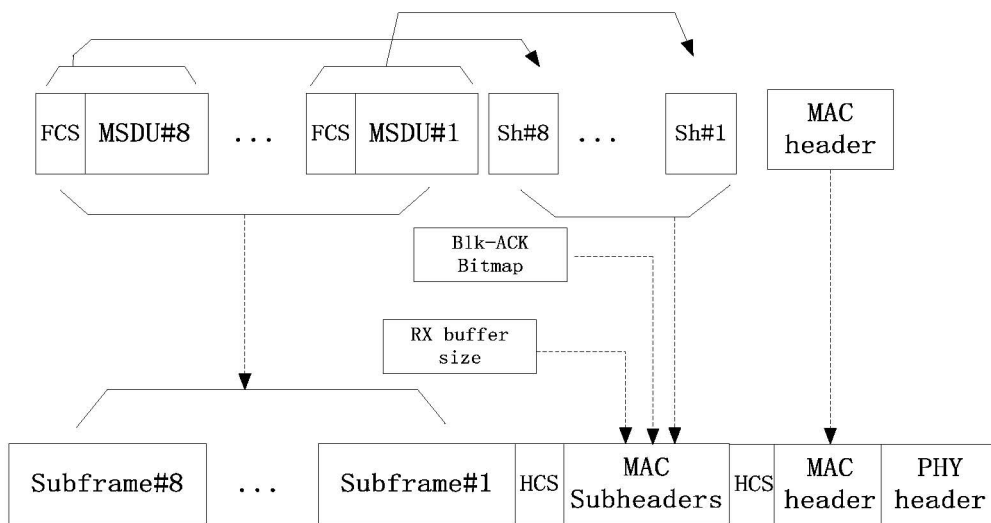 FCS
MSDU#8
...
FCS
MSDU#1
Sh#8
...
Sh#1
MAC
header
Blk-ACK
Bitmap
RX buffer
size
Subframe#8
...
Subframe#1
HCS
MAC
Subheaders
HCS
MAC
header
PHY
header